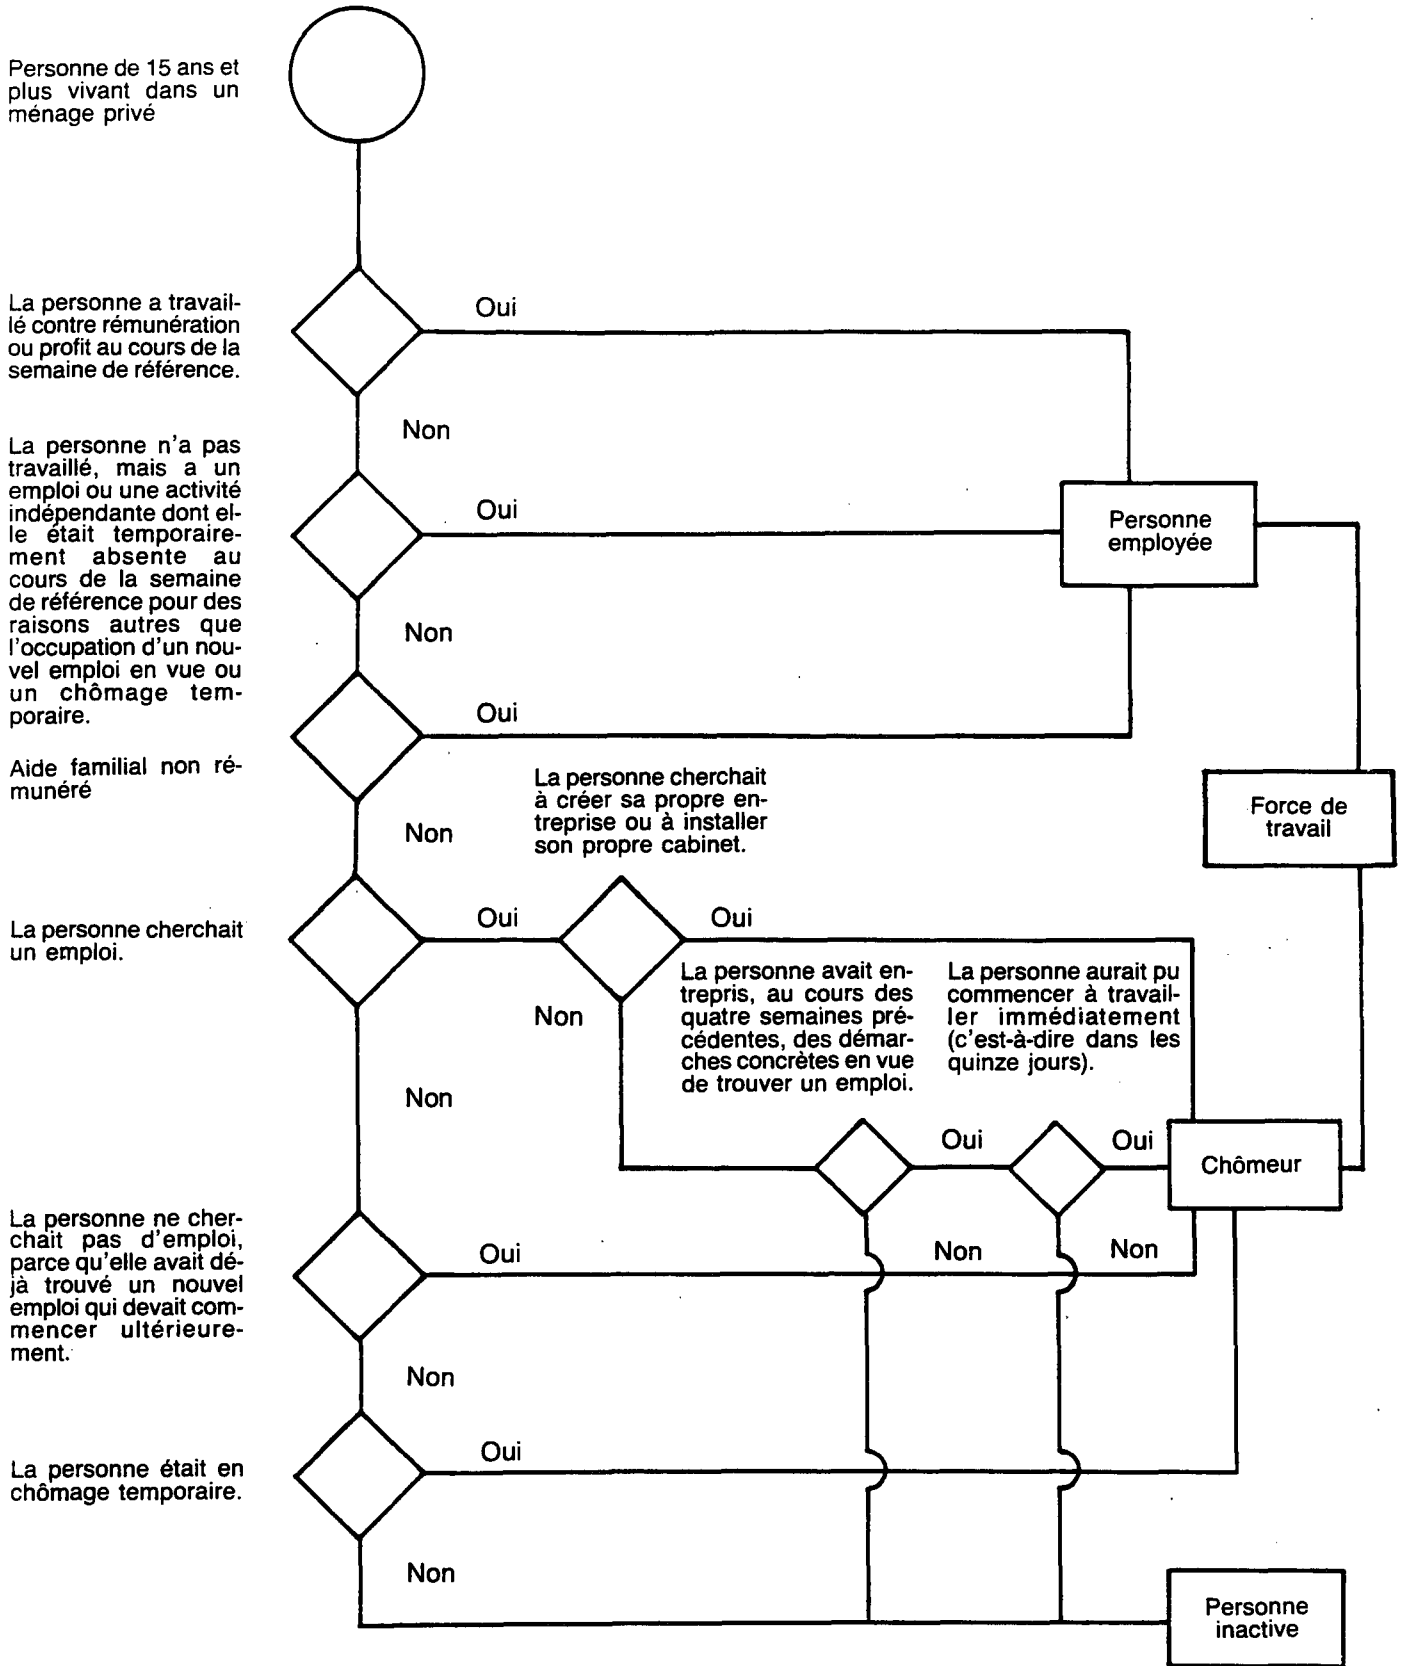 Personne de 15 ans et
plus vivant dans un
ménage privé
La personne a travail-
lé contre rémunération
ou profit au cours de la
semaine de référence.
Oui
Non
La personne n'a pas
travaillé, mais a un
emploi ou une activité
indépendante dont el-
le était temporaire-
ment absente au
cours de la semaine
de référence pour des
raisons autres que
l'occupation d'un nou-
vel emploi en vue ou
un chômage tem-
poraire.
Oui
Personne
employée
Non
Oui
Aide familial non ré-
munéré
Non
La personne cherchait
à créer sa propre en-
treprise ou à installer
son propre cabinet.
Force de
travail
La personne cherchait
un emploi.
Oui
Oui
Non
Non
La personne avait en-
trepris, au cours des
quatre semaines pré-
cédentes, des démar-
ches concrètes en vue
de trouver un emploi.
La personne aurait pu
commencer à travail-
ler immédiatement
(c'est-à-dire dans les
quinze jours).
Oui
Oui
Chômeur
Non
Non
La personne ne cher-
chait pas d'emploi,
parce qu'elle avait dé-
jà trouvé un nouvel
emploi qui devait com-
mencer ultérieure-
ment.
Oui
Non
La personne était en
chômage temporaire.
Oui
Non
Personne
inactive